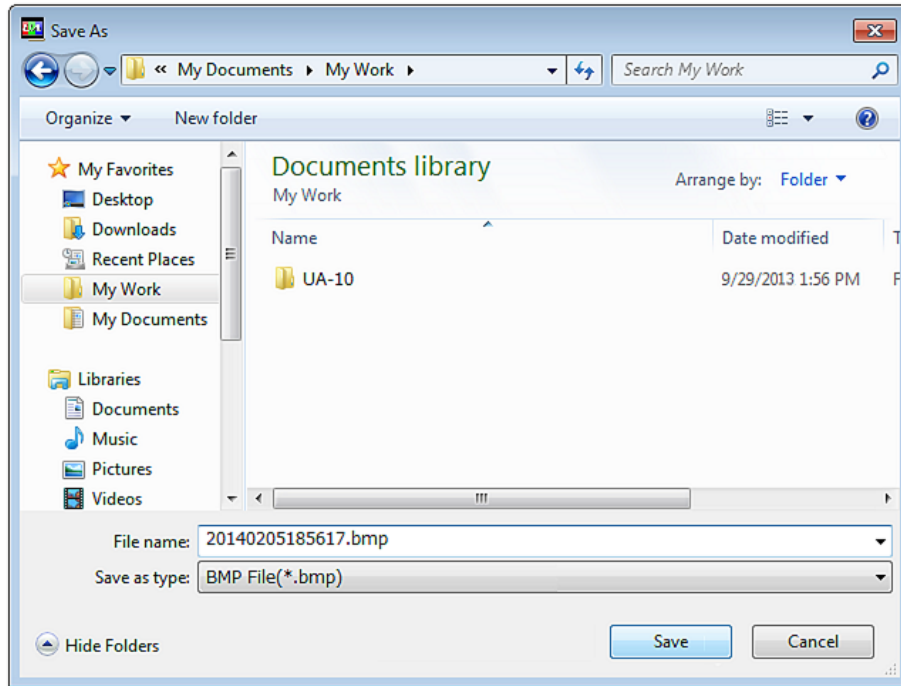 Save As
« My Documents ▸ My Work ▸ Search My Work
Organize ▾ New folder
My Favorites
Desktop
Downloads
Recent Places
My Work
My Documents
Libraries
Documents
Music
Pictures
Videos
Documents library
My Work
Arrange by: Folder ▾
Name Date modified T
UA-10 9/29/2013 1:56 PM F
File name: 20140205185617.bmp
Save as type: BMP File(*.bmp)
Hide Folders Save Cancel